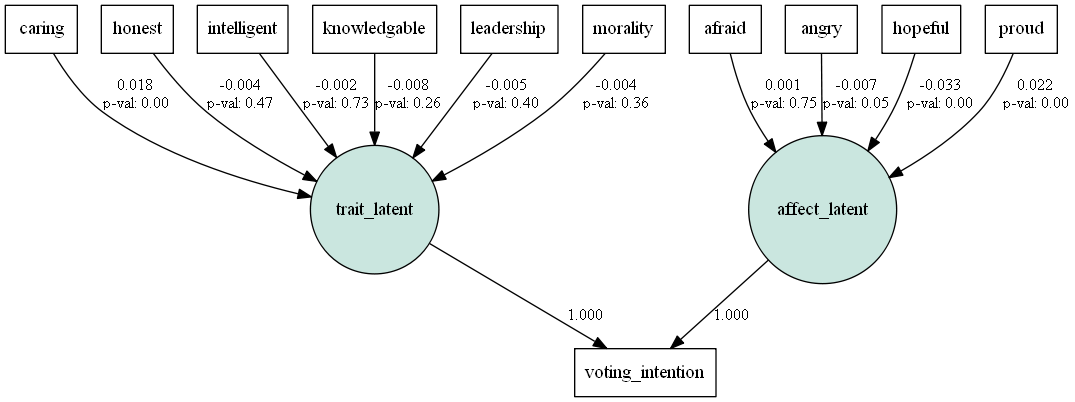 caring
honest
intelligent
knowledgable
leadership
morality
afraid
angry
hopeful
proud
0.018
p-val: 0.00
-0.004
p-val: 0.47
-0.002
p-val: 0.73
-0.008
p-val: 0.26
-0.005
p-val: 0.40
-0.004
p-val: 0.36
0.001
p-val: 0.75
-0.007
p-val: 0.05
-0.033
p-val: 0.00
0.022
p-val: 0.00
trait_latent
affect_latent
1.000
1.000
voting_intention